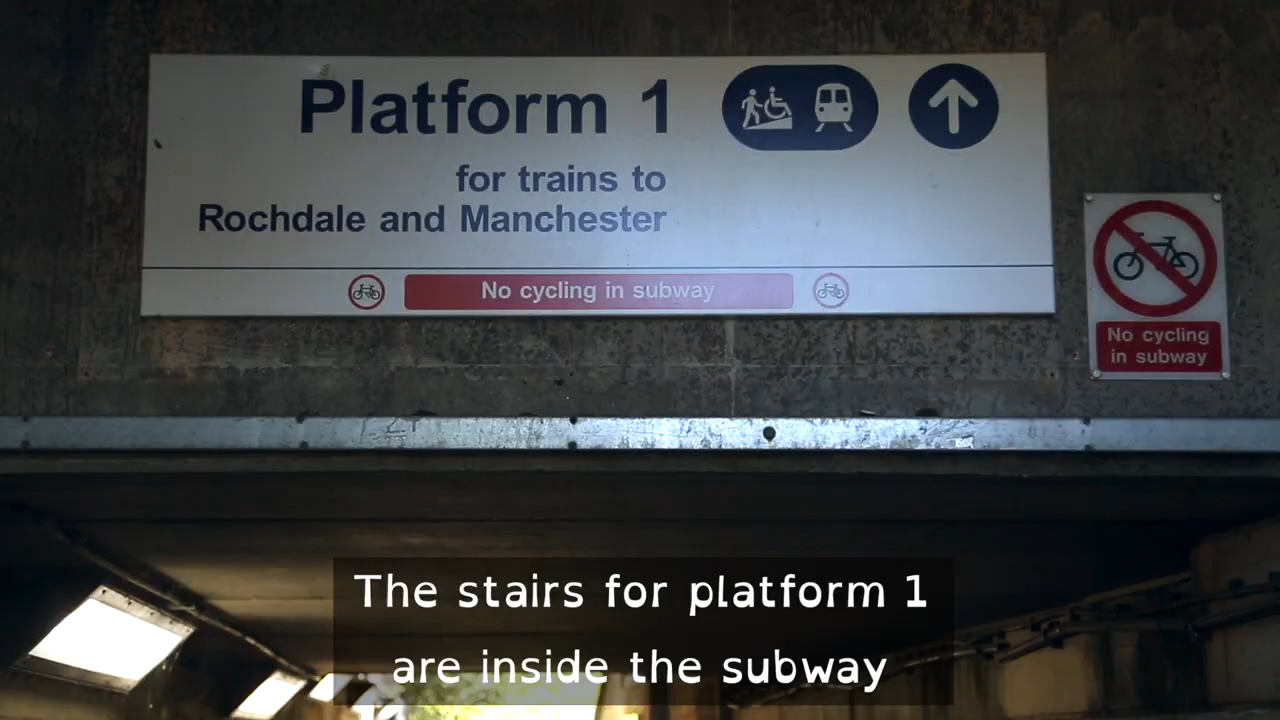 Platform 1
for trains to
Rochdale and Manchester
No cycling in subway
No cycling
in subway
The stairs for platform 1
are inside the subway